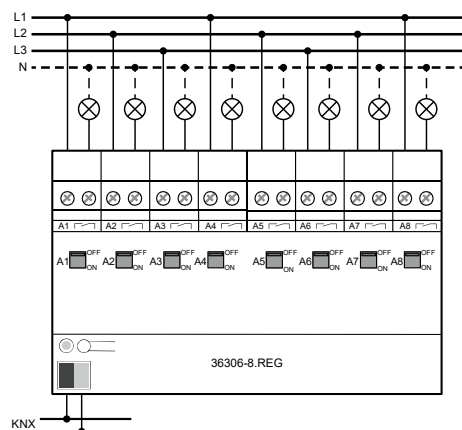 L1
L2
L3
N
A1 A2 A3 A4 A5 A6 A7 A8
OFF OFF OFF OFF OFF OFF OFF OFF
A1 A2 A3 A4 A5 A6 A7 A8
ON ON ON ON ON ON ON ON
36306-8.REG
KNX